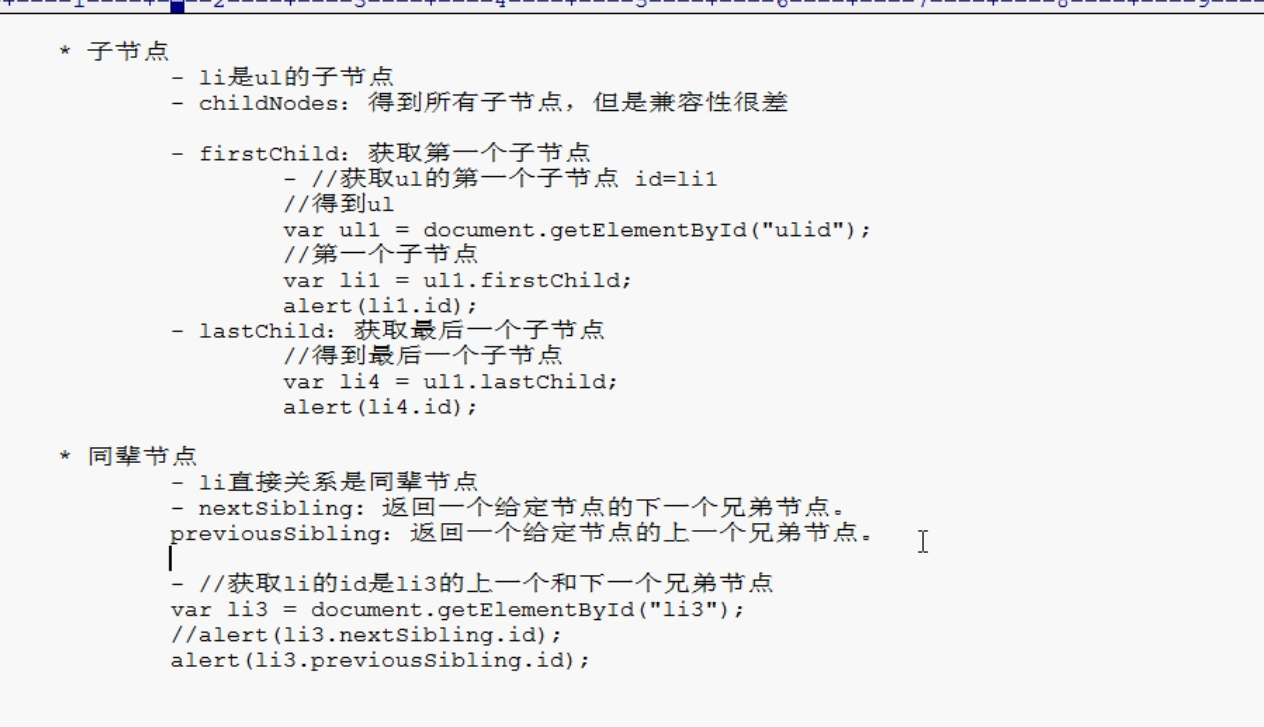 * 子节点
- li是ul的子节点
- childNodes: 得到所有子节点，但是兼容性很差
- firstChild: 获取第一个子节点
- //获取ul的第一个子节点 id=li1
//得到ul
var ul1 = document.getElementById("ulid");
//第一个子节点
var li1 = ul1.firstChild;
alert(li1.id);
- lastChild: 获取最后一个子节点
//得到最后一个子节点
var li4 = ul1.lastChild;
alert(li4.id);
* 同辈节点
- li直接关系是同辈节点
- nextSibling: 返回一个给定节点的下一个兄弟节点。
previousSibling: 返回一个给定节点的上一个兄弟节点。
- //获取li的id是li3的上一个和下一个兄弟节点
var li3 = document.getElementById("li3");
//alert(li3.nextSibling.id);
alert(li3.previousSibling.id);